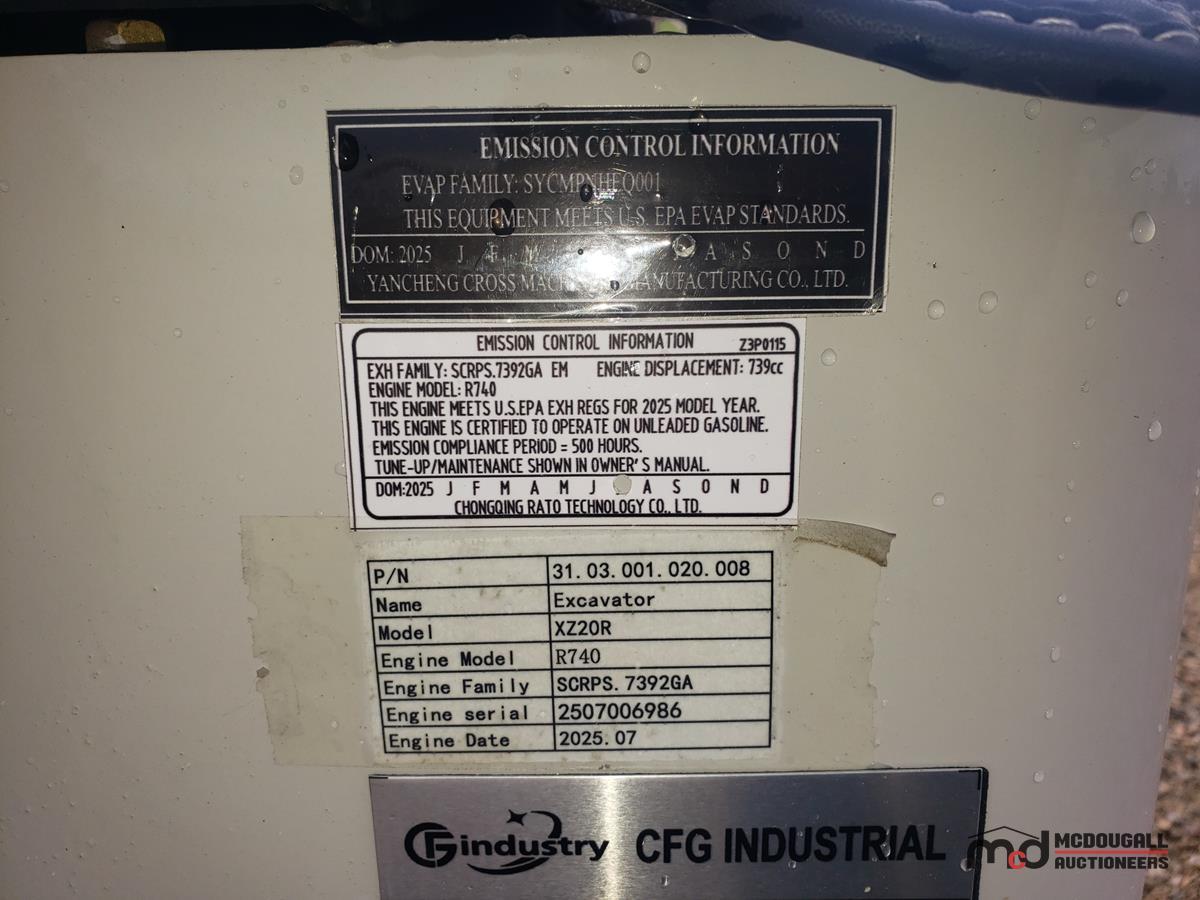 EMISSION CONTROL INFORMATION
EVAP FAMILY: SYCMPNHEQ001
THIS EQUIPMENT MEETS U.S. EPA EVAP STANDARDS.
DOM: 2025 J F M A S O N D
YANCHENG CROSS MANUFACTURING CO., LTD.
EMISSION CONTROL INFORMATION Z3P0115
EXH FAMILY: SCRPS.7392GA EM ENGINE DISPLACEMENT: 739cc
ENGINE MODEL: R740
THIS ENGINE MEETS U.S.EPA EXH REGS FOR 2025 MODEL YEAR.
THIS ENGINE IS CERTIFIED TO OPERATE ON UNLEADED GASOLINE.
EMISSION COMPLIANCE PERIOD = 500 HOURS.
TUNE-UP/MAINTENANCE SHOWN IN OWNER'S MANUAL.
DOM:2025 J F M A M J A S O N D
CHONGQING RATO TECHNOLOGY CO., LTD.
P/N 31.03.001.020.008
Name Excavator
Model XZ20R
Engine Model R740
Engine Family SCRPS.7392GA
Engine serial 2507006986
Engine Date 2025.07
CFG industry CFG INDUSTRIAL
mcd MCDOUGALL
AUCTIONEERS